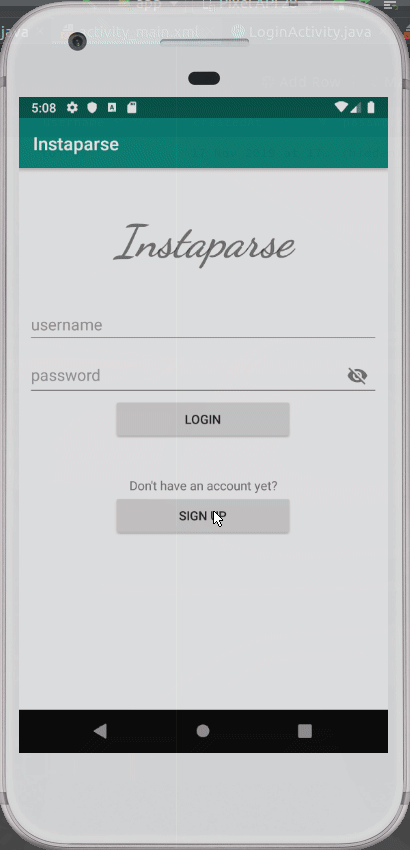 java
activity_main.xml
LoginActivity.java
5:08
Instaparse
Instaparse
username
password
LOGIN
Don't have an account yet?
SIGN UP